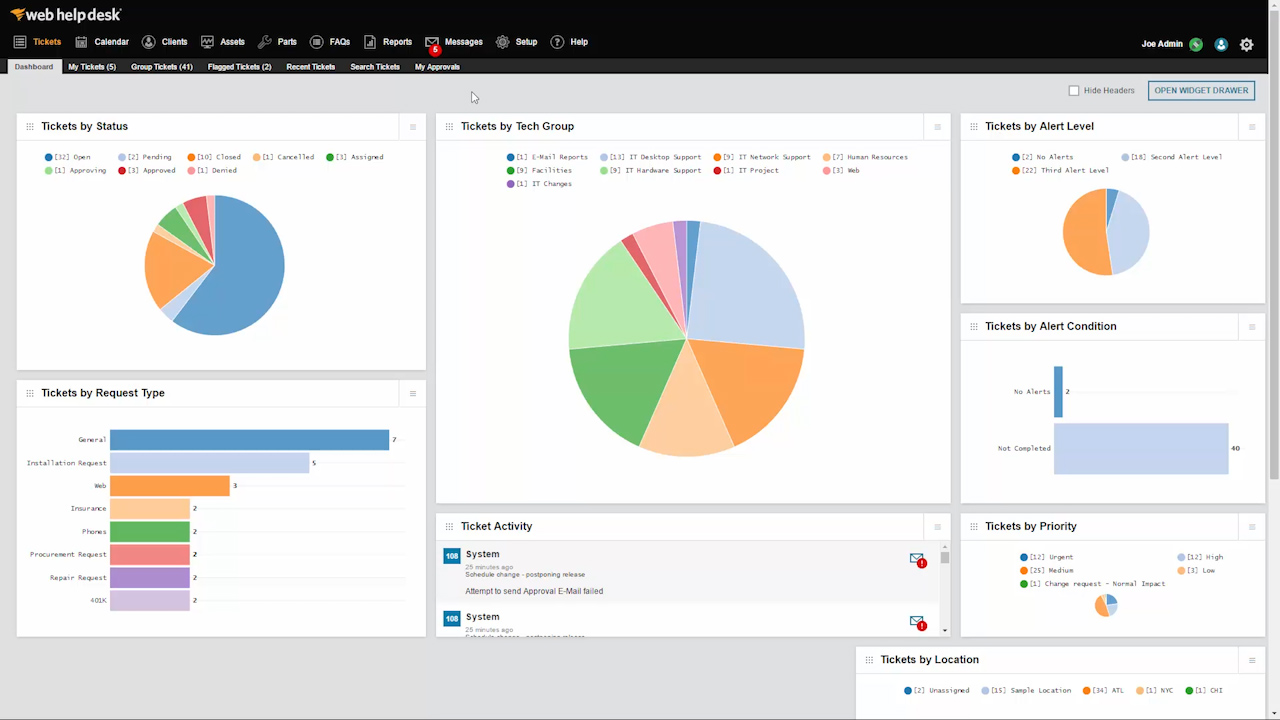 web help desk
Tickets Calendar Clients Assets Parts FAQs Reports Messages Setup Help
5
Joe Admin
Dashboard My Tickets (5) Group Tickets (41) Flagged Tickets (2) Recent Tickets Search Tickets My Approvals
Hide Headers OPEN WIDGET DRAWER
Tickets by Status
[32] Open [2] Pending [10] Closed [1] Cancelled [3] Assigned
[1] Approving [3] Approved [1] Denied
Tickets by Request Type
General 7
Installation Request 5
Web 3
Insurance 2
Phones 2
Procurement Request 2
Repair Request 2
401K 2
Tickets by Tech Group
[1] E-Mail Reports [13] IT Desktop Support [9] IT Network Support [7] Human Resources
[9] Facilities [9] IT Hardware Support [1] IT Project [3] Web
[1] IT Changes
Ticket Activity
108 System
25 minutes ago
Schedule change - postponing release
Attempt to send Approval E-Mail failed
108 System
25 minutes ago
Schedule change - postponing release
Tickets by Alert Level
[2] No Alerts [18] Second Alert Level
[22] Third Alert Level
Tickets by Alert Condition
No Alerts 2
Not Completed 40
Tickets by Priority
[12] Urgent [12] High
[25] Medium [3] Low
[1] Change request - Normal Impact
Tickets by Location
[2] Unassigned [15] Sample Location [34] ATL [1] NYC [1] CHI